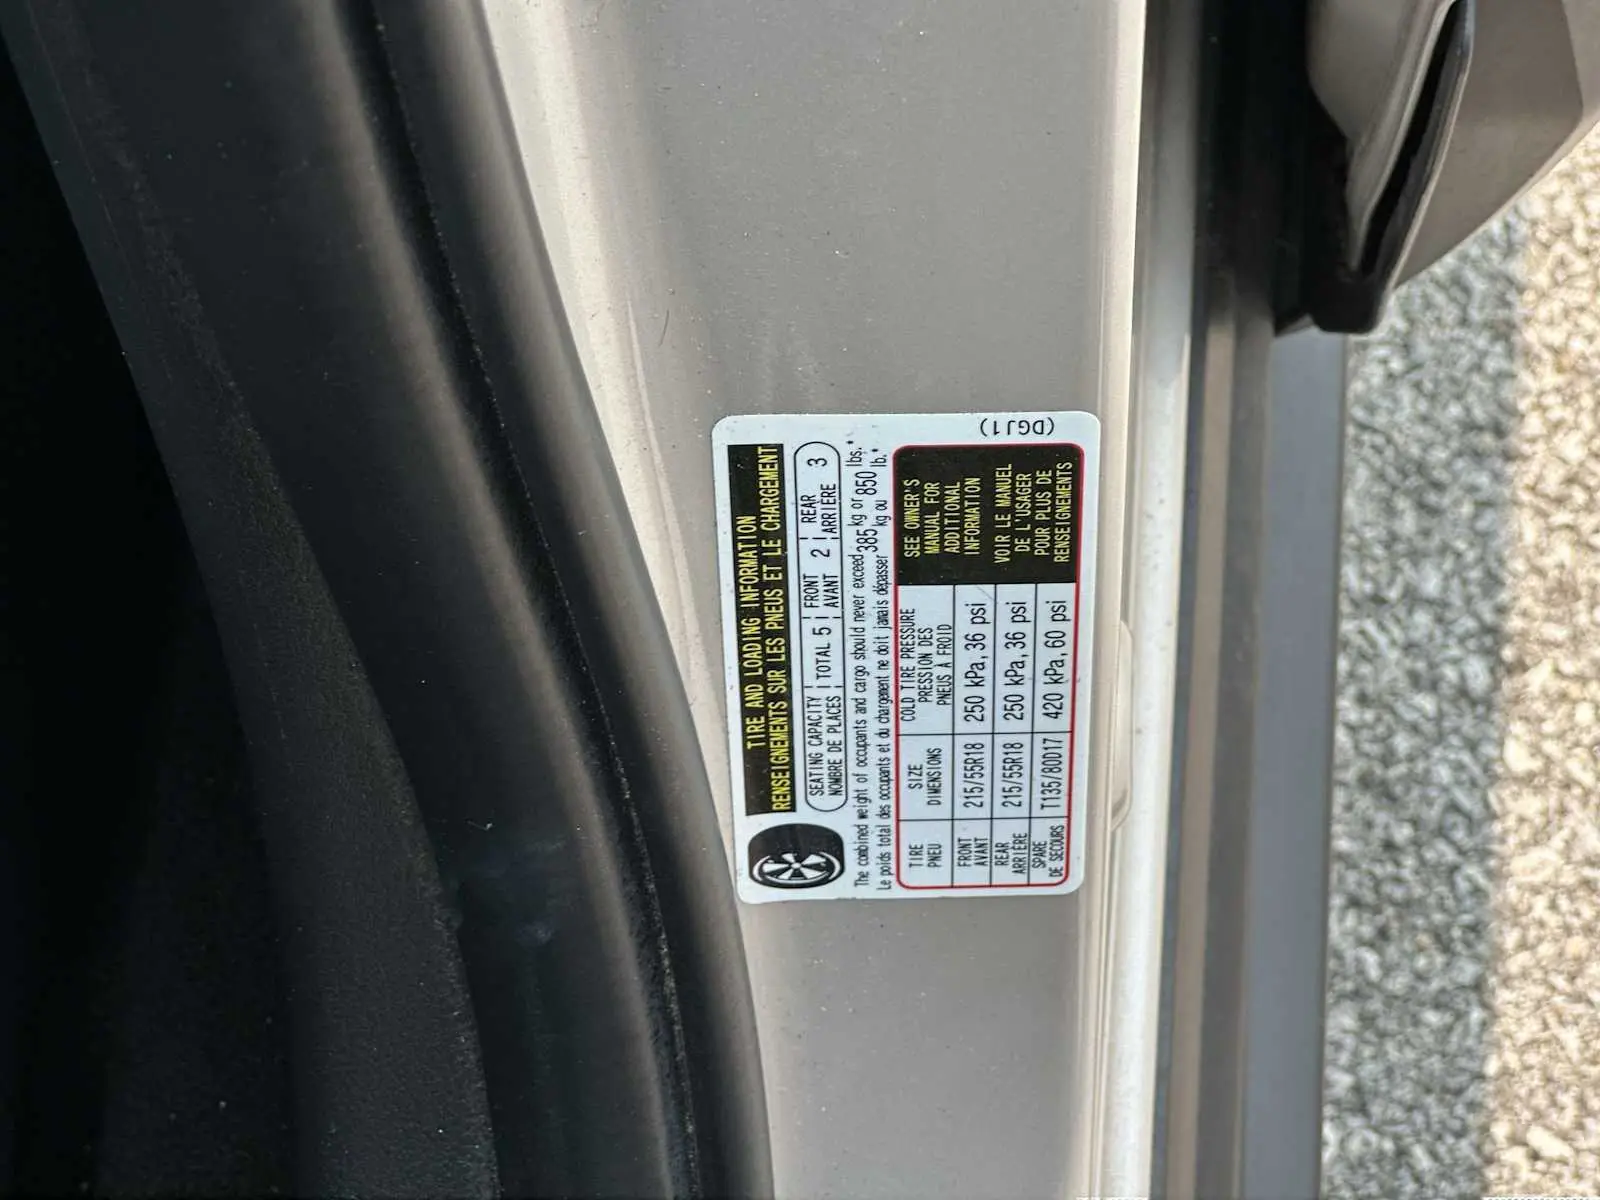 TIRE AND LOADING INFORMATION
RENSEIGNEMENTS SUR LES PNEUS ET LE CHARGEMENT
SEATING CAPACITY TOTAL 5 FRONT 2 REAR 3
NOMBRE DE PLACES AVANT ARRIÈRE
The combined weight of occupants and cargo should never exceed 385 kg or 850 lbs.*
Le poids total des occupants et du chargement ne doit jamais dépasser kg ou lb.*
TIRE SIZE COLD TIRE PRESSURE SEE OWNER'S
PNEU DIMENSIONS PRESSION DES MANUAL FOR
PNEUS À FROID ADDITIONAL
FRONT 215/55R18 250 kPa, 36 psi INFORMATION
AVANT
REAR 215/55R18 250 kPa, 36 psi VOIR LE MANUEL
ARRIÈRE DE L'USAGER
SPARE T135/80D17 420 kPa, 60 psi POUR PLUS DE
DE SECOURS RENSEIGNEMENTS
(DGJ1)